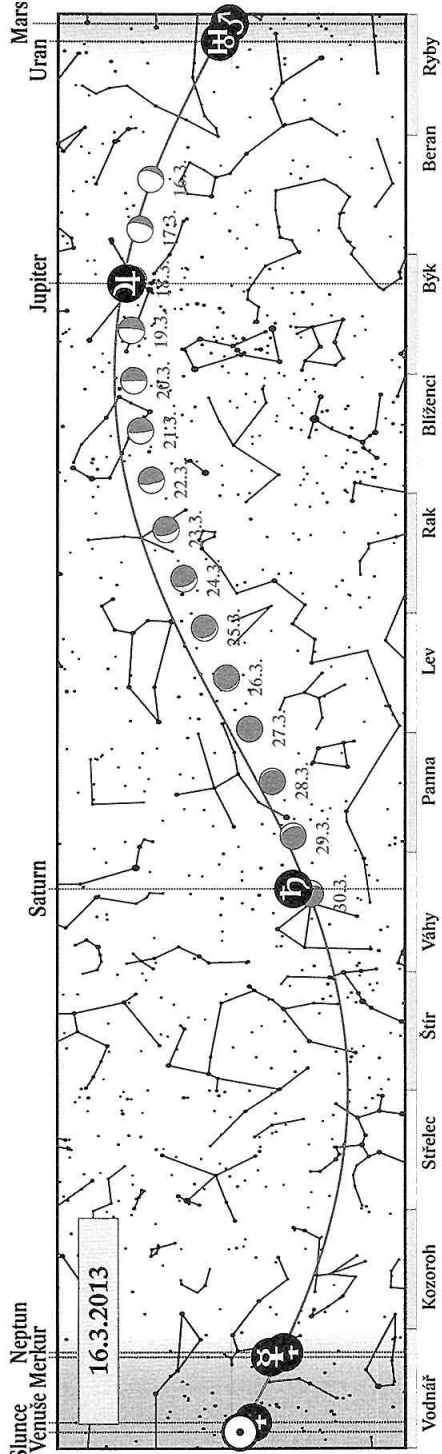 Slunce
Venuše Merkur
Neptun
Saturn
Jupiter
Uran
Mars
16.3.2013
30.3.
29.3.
28.3.
27.3.
26.3.
25.3.
24.3.
23.3.
22.3.
21.3.
20.3.
19.3.
18.3.
17.3.
16.3.
Vodnář
Kozoroh
Střelec
Štír
Váhy
Panna
Lev
Rak
Blíženci
Býk
Beran
Ryby